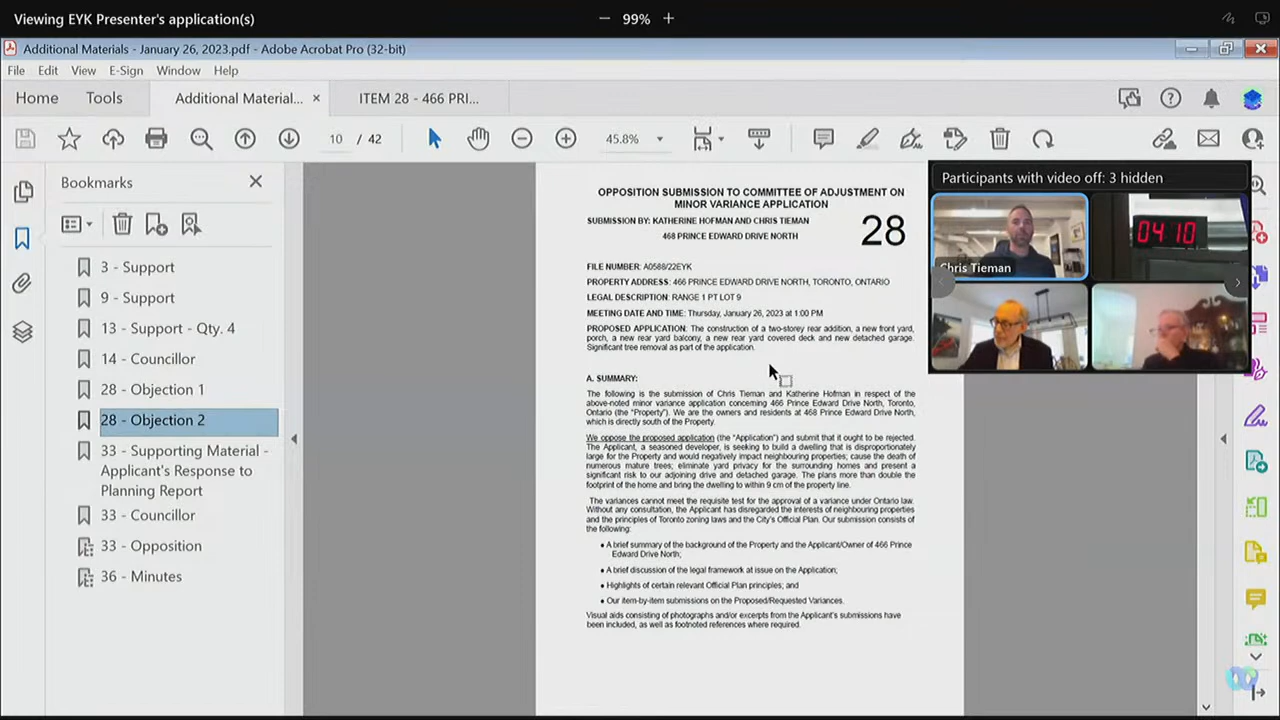 Viewing EYK Presenter's application(s)
99%
Additional Materials - January 26, 2023.pdf - Adobe Acrobat Pro (32-bit)
File Edit View E-Sign Window Help
Home Tools Additional Material... × ITEM 28 - 466 PRI...
10 / 42 45.8%
Bookmarks
3 - Support
9 - Support
13 - Support - Qty. 4
14 - Councillor
28 - Objection 1
28 - Objection 2
33 - Supporting Material -
Applicant's Response to
Planning Report
33 - Councillor
33 - Opposition
36 - Minutes
OPPOSITION SUBMISSION TO COMMITTEE OF ADJUSTMENT ON
MINOR VARIANCE APPLICATION
SUBMISSION BY: KATHERINE HOFMAN AND CHRIS TIEMAN
468 PRINCE EDWARD DRIVE NORTH
28
FILE NUMBER: A0588/22EYK
PROPERTY ADDRESS: 466 PRINCE EDWARD DRIVE NORTH, TORONTO, ONTARIO
LEGAL DESCRIPTION: RANGE 1 PT LOT 9
MEETING DATE AND TIME: Thursday, January 26, 2023 at 1:00 PM
PROPOSED APPLICATION: The construction of a two-storey rear addition, a new front yard,
porch, a new rear yard balcony, a new rear yard covered deck and new detached garage.
Significant tree removal as part of the application.
A. SUMMARY:
The following is the submission of Chris Tieman and Katherine Hofman in respect of the
above-noted minor variance application concerning 466 Prince Edward Drive North, Toronto,
Ontario (the "Property"). We are the owners and residents at 468 Prince Edward Drive North,
which is directly south of the Property.
We oppose the proposed application (the "Application") and submit that it ought to be rejected.
The Applicant, a seasoned developer, is seeking to build a dwelling that is disproportionately
large for the Property and would negatively impact neighbouring properties; cause the death of
numerous mature trees; eliminate yard privacy for the surrounding homes and present a
significant risk to our adjoining drive and detached garage. The plans more than double the
footprint of the home and bring the dwelling to within 9 cm of the property line.
The variances cannot meet the requisite test for the approval of a variance under Ontario law.
Without any consultation, the Applicant has disregarded the interests of neighbouring properties
and the principles of Toronto zoning laws and the City's Official Plan. Our submission consists
of the following:
• A brief summary of the background of the Property and the Applicant/Owner of 466 Prince
Edward Drive North;
• A brief discussion of the legal framework at issue on the Application;
• Highlights of certain relevant Official Plan principles; and
• Our item-by-item submissions on the Proposed/Requested Variances.
Visual aids consisting of photographs and/or excerpts from the Applicant's submissions have
been included, as well as footnoted references where required.
Participants with video off: 3 hidden
Chris Tieman
04:10